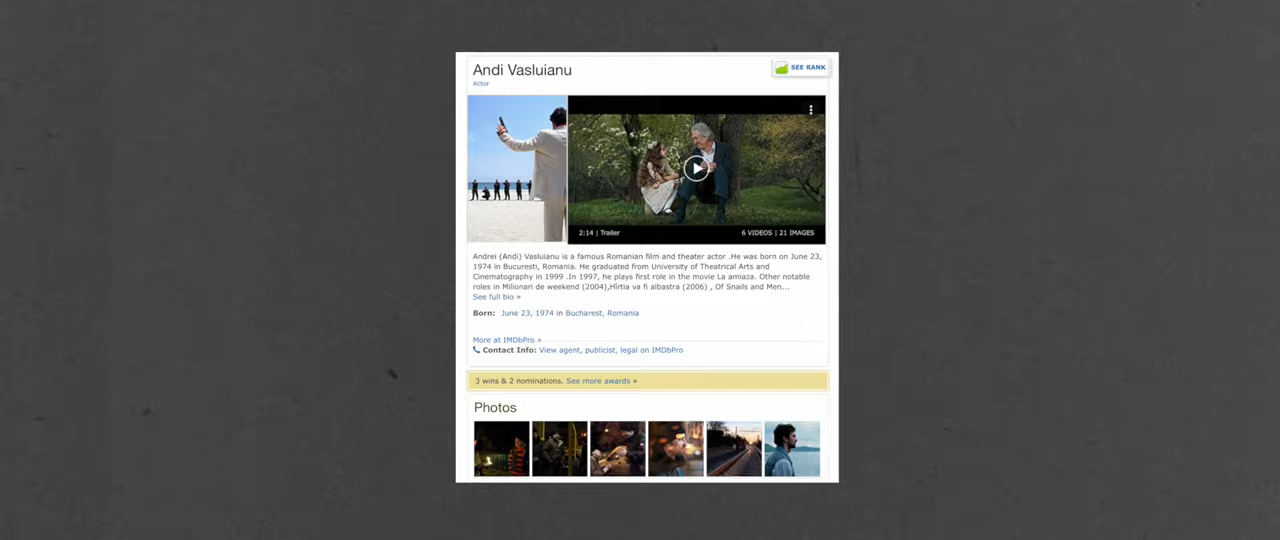 Andi Vasluianu
SEE RANK
Actor
2:14 | Trailer
6 VIDEOS | 21 IMAGES
Andrei (Andi) Vasluianu is a famous Romanian film and theater actor .He was born on June 23,
1974 in Bucuresti, Romania. He graduated from University of Theatrical Arts and
Cinematography in 1999 .In 1997, he plays first role in the movie La amiaza. Other notable
roles in Milionari de weekend (2004),Hîrtia va fi albastra (2006) , Of Snails and Men...
See full bio »
Born: June 23, 1974 in Bucharest, Romania
More at IMDbPro »
Contact Info: View agent, publicist, legal on IMDbPro
3 wins & 2 nominations. See more awards »
Photos